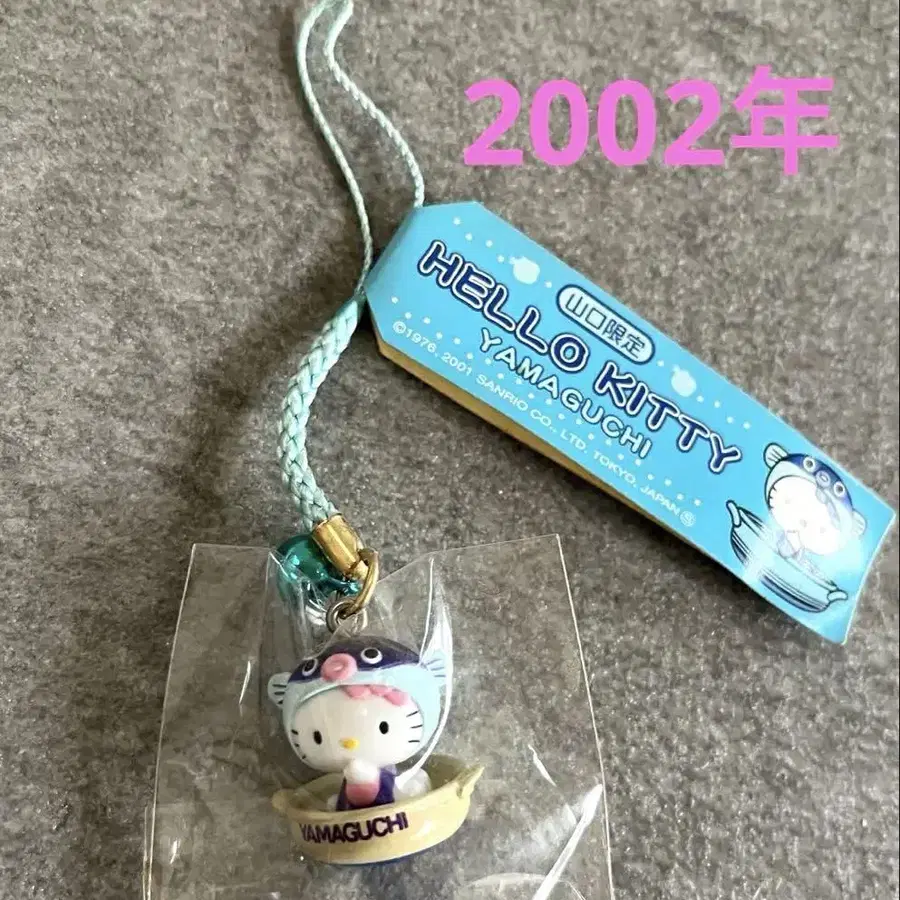 2002年
山口限定
HELLO KITTY
YAMAGUCHI
©1976, 2001 SANRIO CO., LTD. TOKYO, JAPAN Ⓢ
YAMAGUCHI